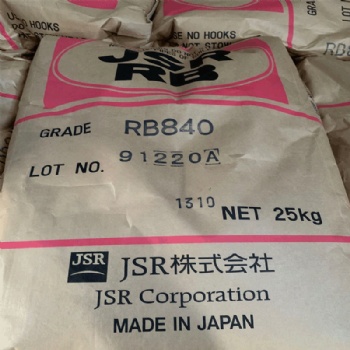 USE NO HOOKS
JSR
RB
GRADE RB840
LOT NO. 91220A
1310 NET 25kg
JSR JSR株式会社
JSR Corporation
MADE IN JAPAN